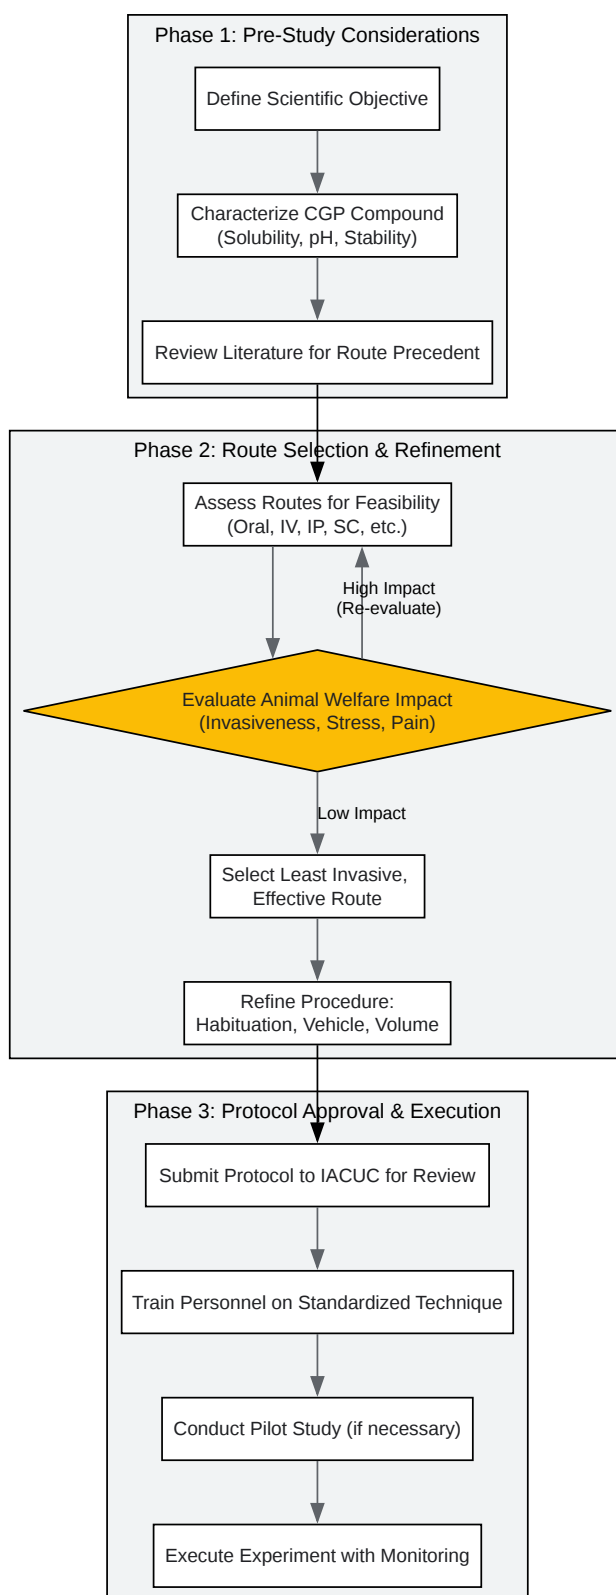 Phase 1: Pre-Study Considerations
Define Scientific Objective
Characterize CGP Compound
(Solubility, pH, Stability)
Review Literature for Route Precedent
Phase 2: Route Selection & Refinement
Assess Routes for Feasibility
(Oral, IV, IP, SC, etc.)
High Impact
(Re-evaluate)
Evaluate Animal Welfare Impact
(Invasiveness, Stress, Pain)
Low Impact
Select Least Invasive,
Effective Route
Refine Procedure:
Habituation, Vehicle, Volume
Phase 3: Protocol Approval & Execution
Submit Protocol to IACUC for Review
Train Personnel on Standardized Technique
Conduct Pilot Study (if necessary)
Execute Experiment with Monitoring